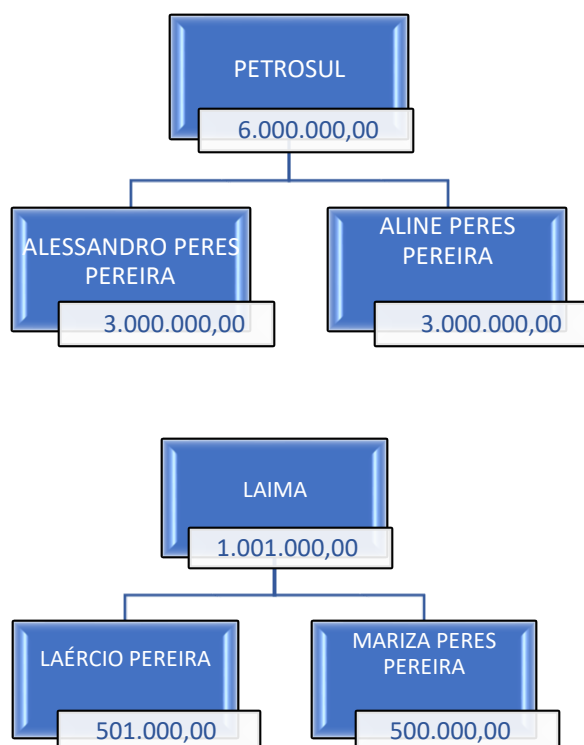 PETROSUL
6.000.000,00
ALESSANDRO PERES
PEREIRA
3.000.000,00
ALINE PERES
PEREIRA
3.000.000,00
LAIMA
1.001.000,00
LAÉRCIO PEREIRA
501.000,00
MARIZA PERES
PEREIRA
500.000,00